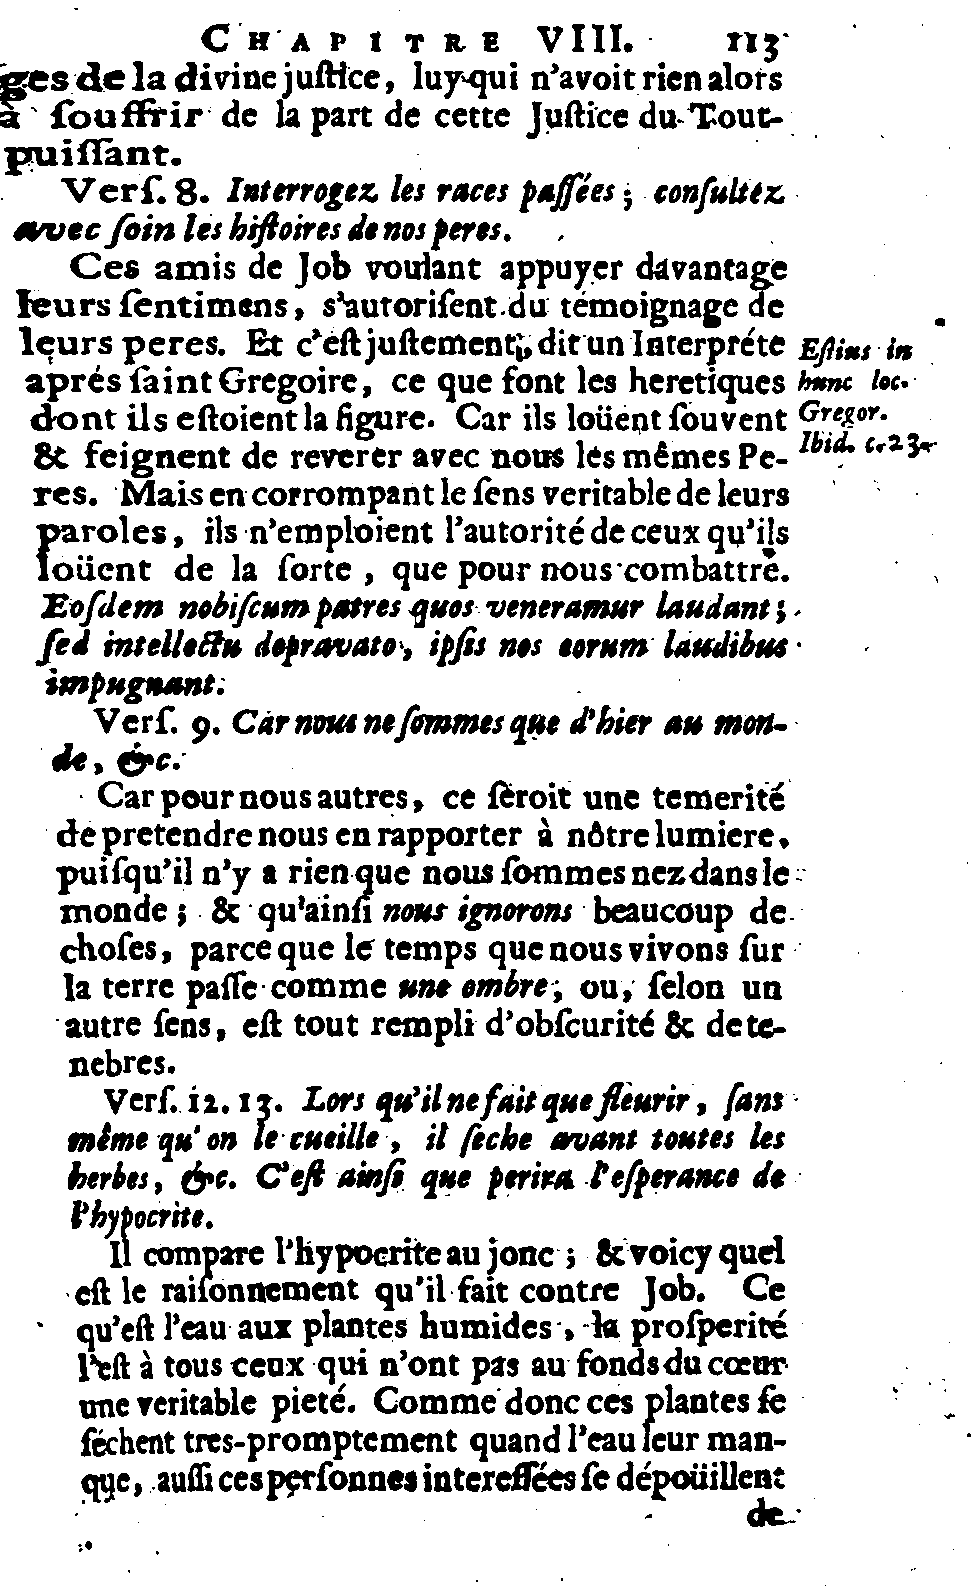 CHAPITRE VIII. 113
ges de la divine juſtice, luy qui n'avoit rien alors
à ſouffrir de la part de cette Juſtice du Tout-
puiſſant.
Verſ. 8. Interrogez les races paſſées ; conſultez
avec ſoin les hiſtoires de nos peres.
Ces amis de Job voulant appuyer davantage
leurs ſentimens, s'autoriſent du témoignage de
leurs peres. Et c'eſt juſtement, dit un Interpréte
aprés ſaint Gregoire, ce que font les heretiques
dont ils eſtoient la figure. Car ils loüent ſouvent
& feignent de reverer avec nous les mêmes Pe-
res. Mais en corrompant le ſens veritable de leurs
paroles, ils n'emploient l'autorité de ceux qu'ils
loüent de la ſorte, que pour nous combattre.
Eoſdem nobiſcum patres quos veneramur laudant ;
ſed intellectu depravato, ipſis nos eorum laudibus
impugnant.
Eſtius in
hunc loc.
Gregor.
Ibid. c. 23.
Verſ. 9. Car nous ne ſommes que d'hier au mon-
de, &c.
Car pour nous autres, ce ſeroit une temerité
de pretendre nous en rapporter à nôtre lumiere,
puiſqu'il n'y a rien que nous ſommes nez dans le
monde ; & qu'ainſi nous ignorons beaucoup de
choſes, parce que le temps que nous vivons ſur
la terre paſſe comme une ombre ; ou, ſelon un
autre ſens, eſt tout rempli d'obſcurité & de te-
nebres.
Verſ. 12. 13. Lors qu'il ne fait que fleurir, ſans
même qu'on le cueille, il ſeche avant toutes les
herbes, &c. C'eſt ainſi que perira l'eſperance de
l'hypocrite.
Il compare l'hypocrite au jonc ; & voicy quel
eſt le raiſonnement qu'il fait contre Job. Ce
qu'eſt l'eau aux plantes humides, la proſperité
l'eſt à tous ceux qui n'ont pas au fonds du cœur
une veritable pieté. Comme donc ces plantes ſe
ſéchent tres-promptement quand l'eau leur man-
que, auſſi ces perſonnes intereſſées ſe dépoüillent
de